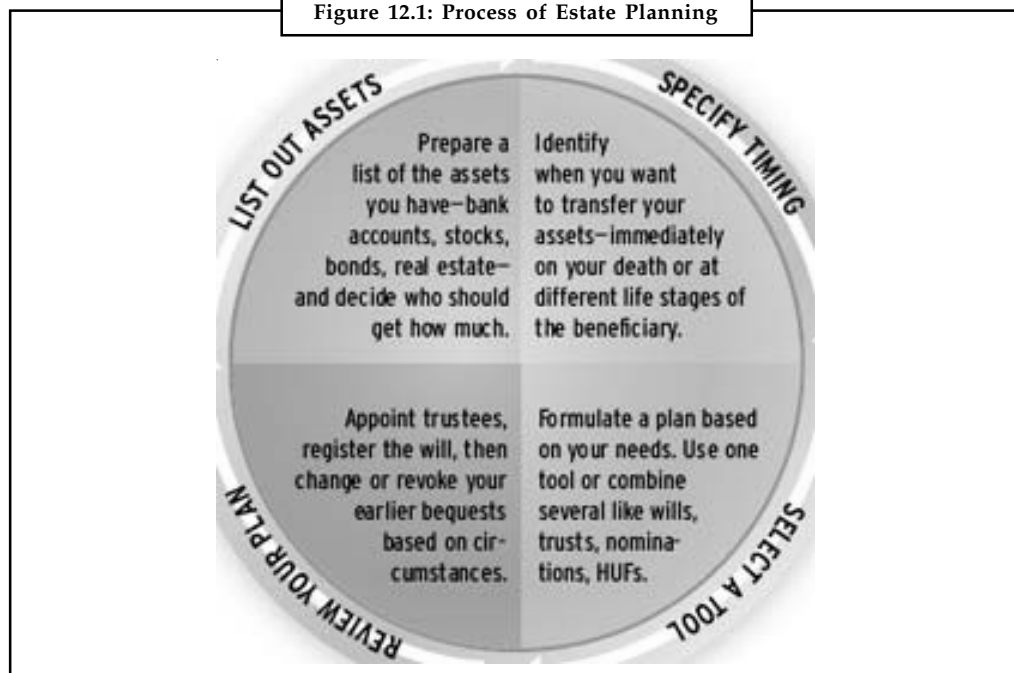 Figure 12.1: Process of Estate Planning
LIST OUT ASSETS
Prepare a
list of the assets
you have—bank
accounts, stocks,
bonds, real estate—
and decide who should
get how much.
SPECIFY TIMING
Identify
when you want
to transfer your
assets—immediately
on your death or at
different life stages of
the beneficiary.
SELECT A TOOL
Formulate a plan based
on your needs. Use one
tool or combine
several like wills,
trusts, nomina-
tions, HUFs.
REVIEW YOUR PLAN
Appoint trustees,
register the will, then
change or revoke your
earlier bequests
based on cir-
cumstances.